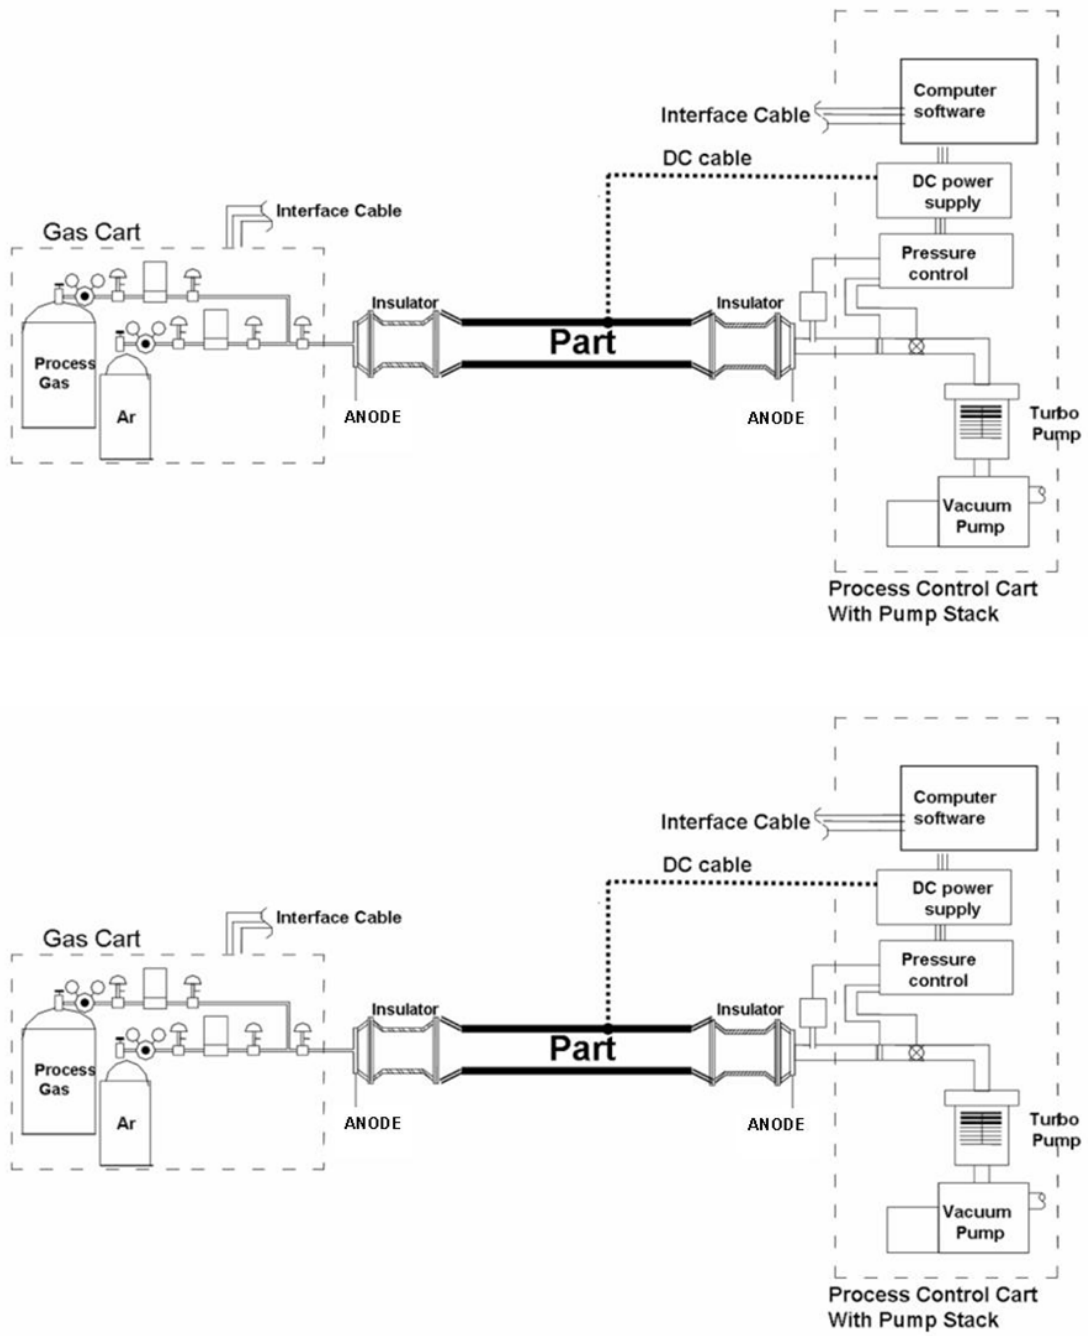 Computer
software
Interface Cable
DC cable
DC power
supply
Interface Cable
Gas Cart
Pressure
control
Insulator
Insulator
Part
Process
Gas
Ar
ANODE
ANODE
Turbo
Pump
Vacuum
Pump
Process Control Cart
With Pump Stack
Computer
software
Interface Cable
DC cable
DC power
supply
Interface Cable
Gas Cart
Pressure
control
Insulator
Insulator
Part
Process
Gas
Ar
ANODE
ANODE
Turbo
Pump
Vacuum
Pump
Process Control Cart
With Pump Stack